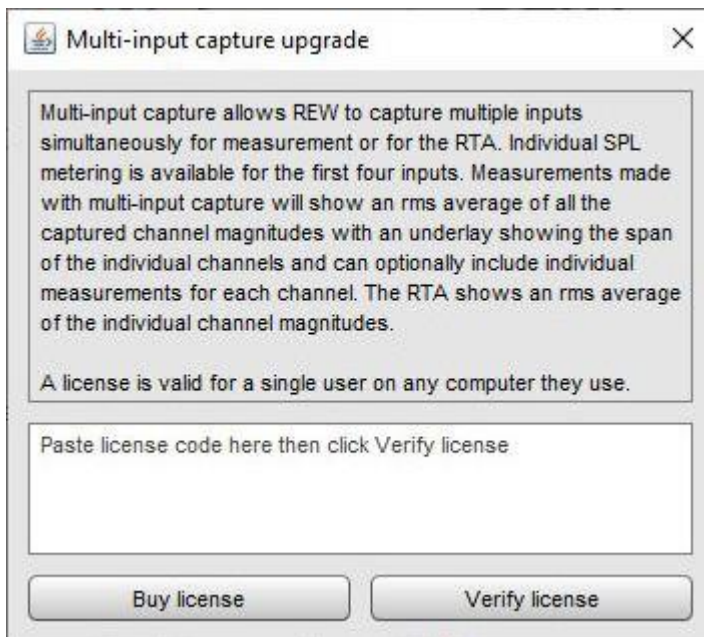 Multi-input capture upgrade
Multi-input capture allows REW to capture multiple inputs
simultaneously for measurement or for the RTA. Individual SPL
metering is available for the first four inputs. Measurements made
with multi-input capture will show an rms average of all the
captured channel magnitudes with an underlay showing the span
of the individual channels and can optionally include individual
measurements for each channel. The RTA shows an rms average
of the individual channel magnitudes.
A license is valid for a single user on any computer they use.
Paste license code here then click Verify license
Buy license
Verify license